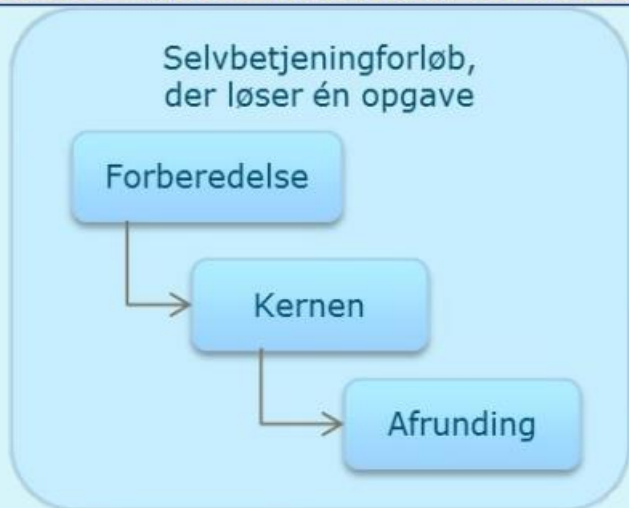 Selvbetjeningforløb,
der løser én opgave
Forberedelse
Kernen
Afrunding